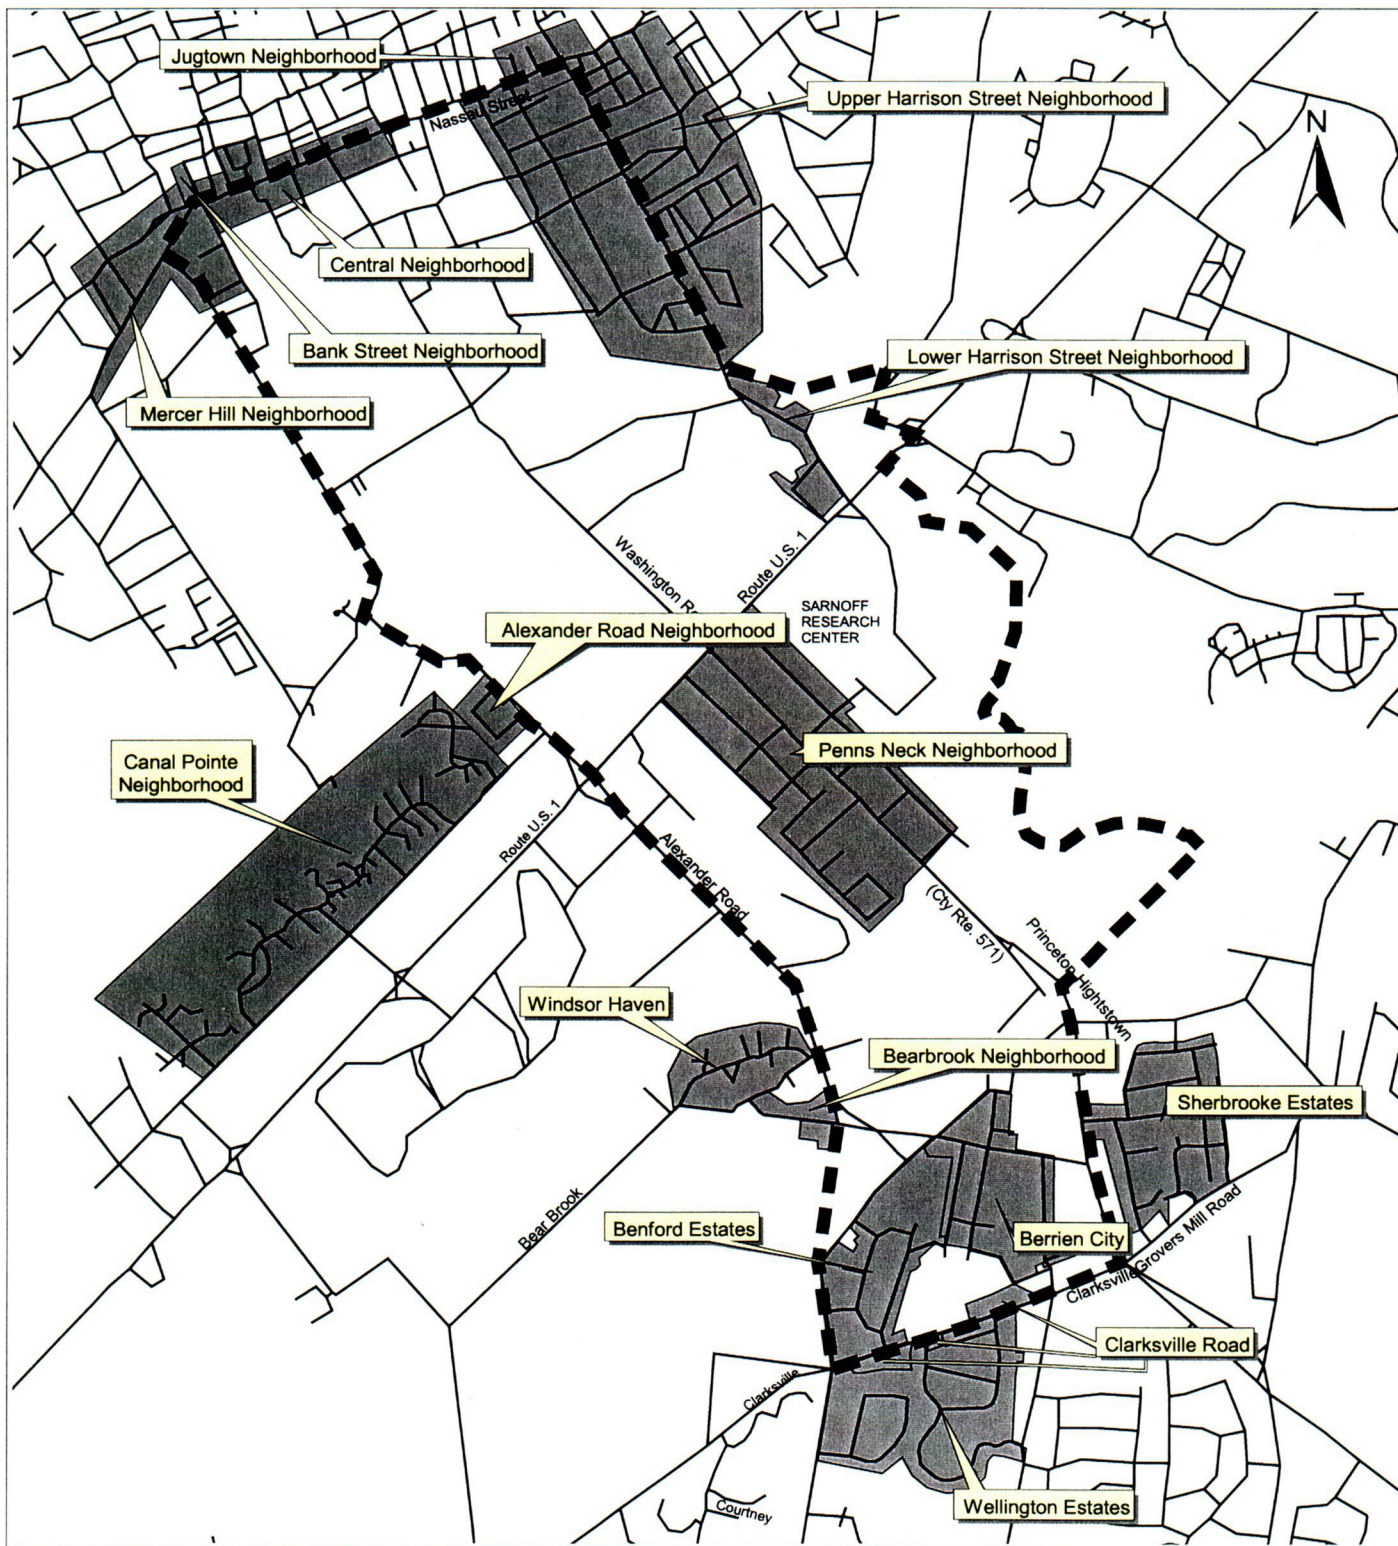 Jugtown Neighborhood
Upper Harrison Street Neighborhood
Nassau Street
N
Central Neighborhood
Bank Street Neighborhood
Lower Harrison Street Neighborhood
Mercer Hill Neighborhood
Washington R
Route U.S. 1
SARNOFF
RESEARCH
CENTER
Alexander Road Neighborhood
Penns Neck Neighborhood
Canal Pointe
Neighborhood
Route U.S. 1
Alexander Road
(Cty Rte. 571)
Princeton Hightstown
Windsor Haven
Bearbrook Neighborhood
Sherbrooke Estates
Bear Brook
Benford Estates
Berrien City
Grovers Mill Road
Clarksville
Clarksville Road
Clarksville
Wellington Estates
Courtney